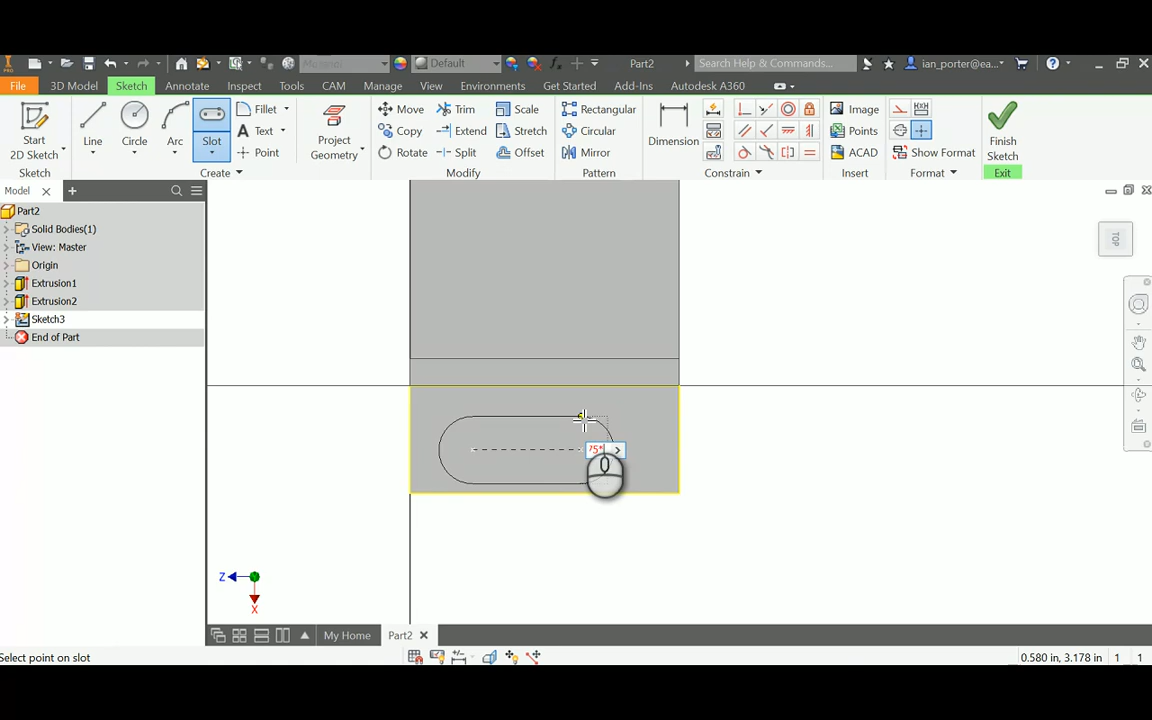 Material
Default
Part2
Search Help & Commands...
ian_porter@ea...
File
3D Model
Sketch
Annotate
Inspect
Tools
CAM
Manage
View
Environments
Get Started
Add-Ins
Autodesk A360
Start
2D Sketch
Sketch
Line
Circle
Arc
Slot
Fillet
Text
Point
Create
Project
Geometry
Move
Copy
Rotate
Trim
Extend
Split
Scale
Stretch
Offset
Modify
Rectangular
Circular
Mirror
Pattern
Dimension
Constrain
Image
Points
ACAD
Insert
Show Format
Format
Finish
Sketch
Exit
Model
Part2
Solid Bodies(1)
View: Master
Origin
Extrusion1
Extrusion2
Sketch3
End of Part
TOP
75*
Z
X
My Home
Part2
Select point on slot
0.580 in, 3.178 in
1
1